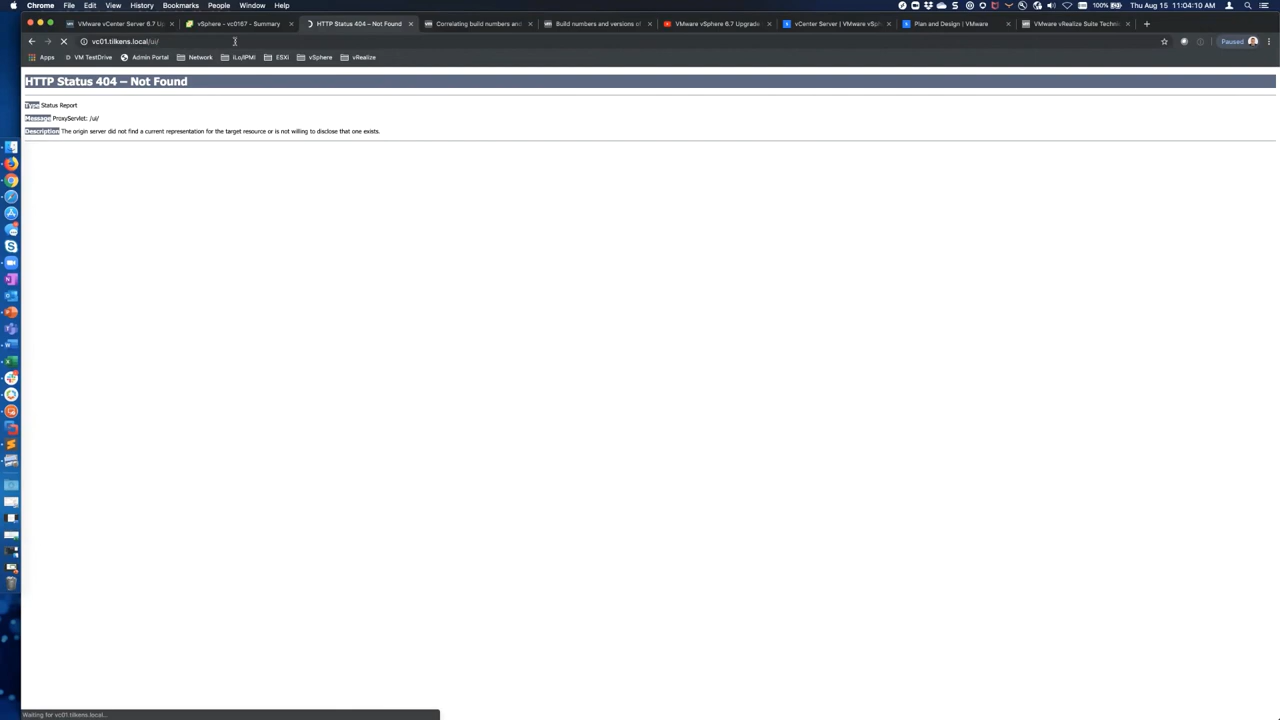 Chrome File Edit View History Bookmarks People Window Help 100% Thu Aug 15 11:04:10 AM
VMware vCenter Server 6.7 Up vSphere - vc0167 - Summary HTTP Status 404 – Not Found Correlating build numbers and Build numbers and versions of VMware vSphere 6.7 Upgrade vCenter Server | VMware vSph Plan and Design | VMware VMware vRealize Suite Technic
vc01.tilkens.local/ui/ Paused
Apps VM TestDrive Admin Portal Network iLo/IPMI ESXi vSphere vRealize
HTTP Status 404 – Not Found
Type Status Report
Message ProxyServlet: /ui/
Description The origin server did not find a current representation for the target resource or is not willing to disclose that one exists.
Waiting for vc01.tilkens.local...